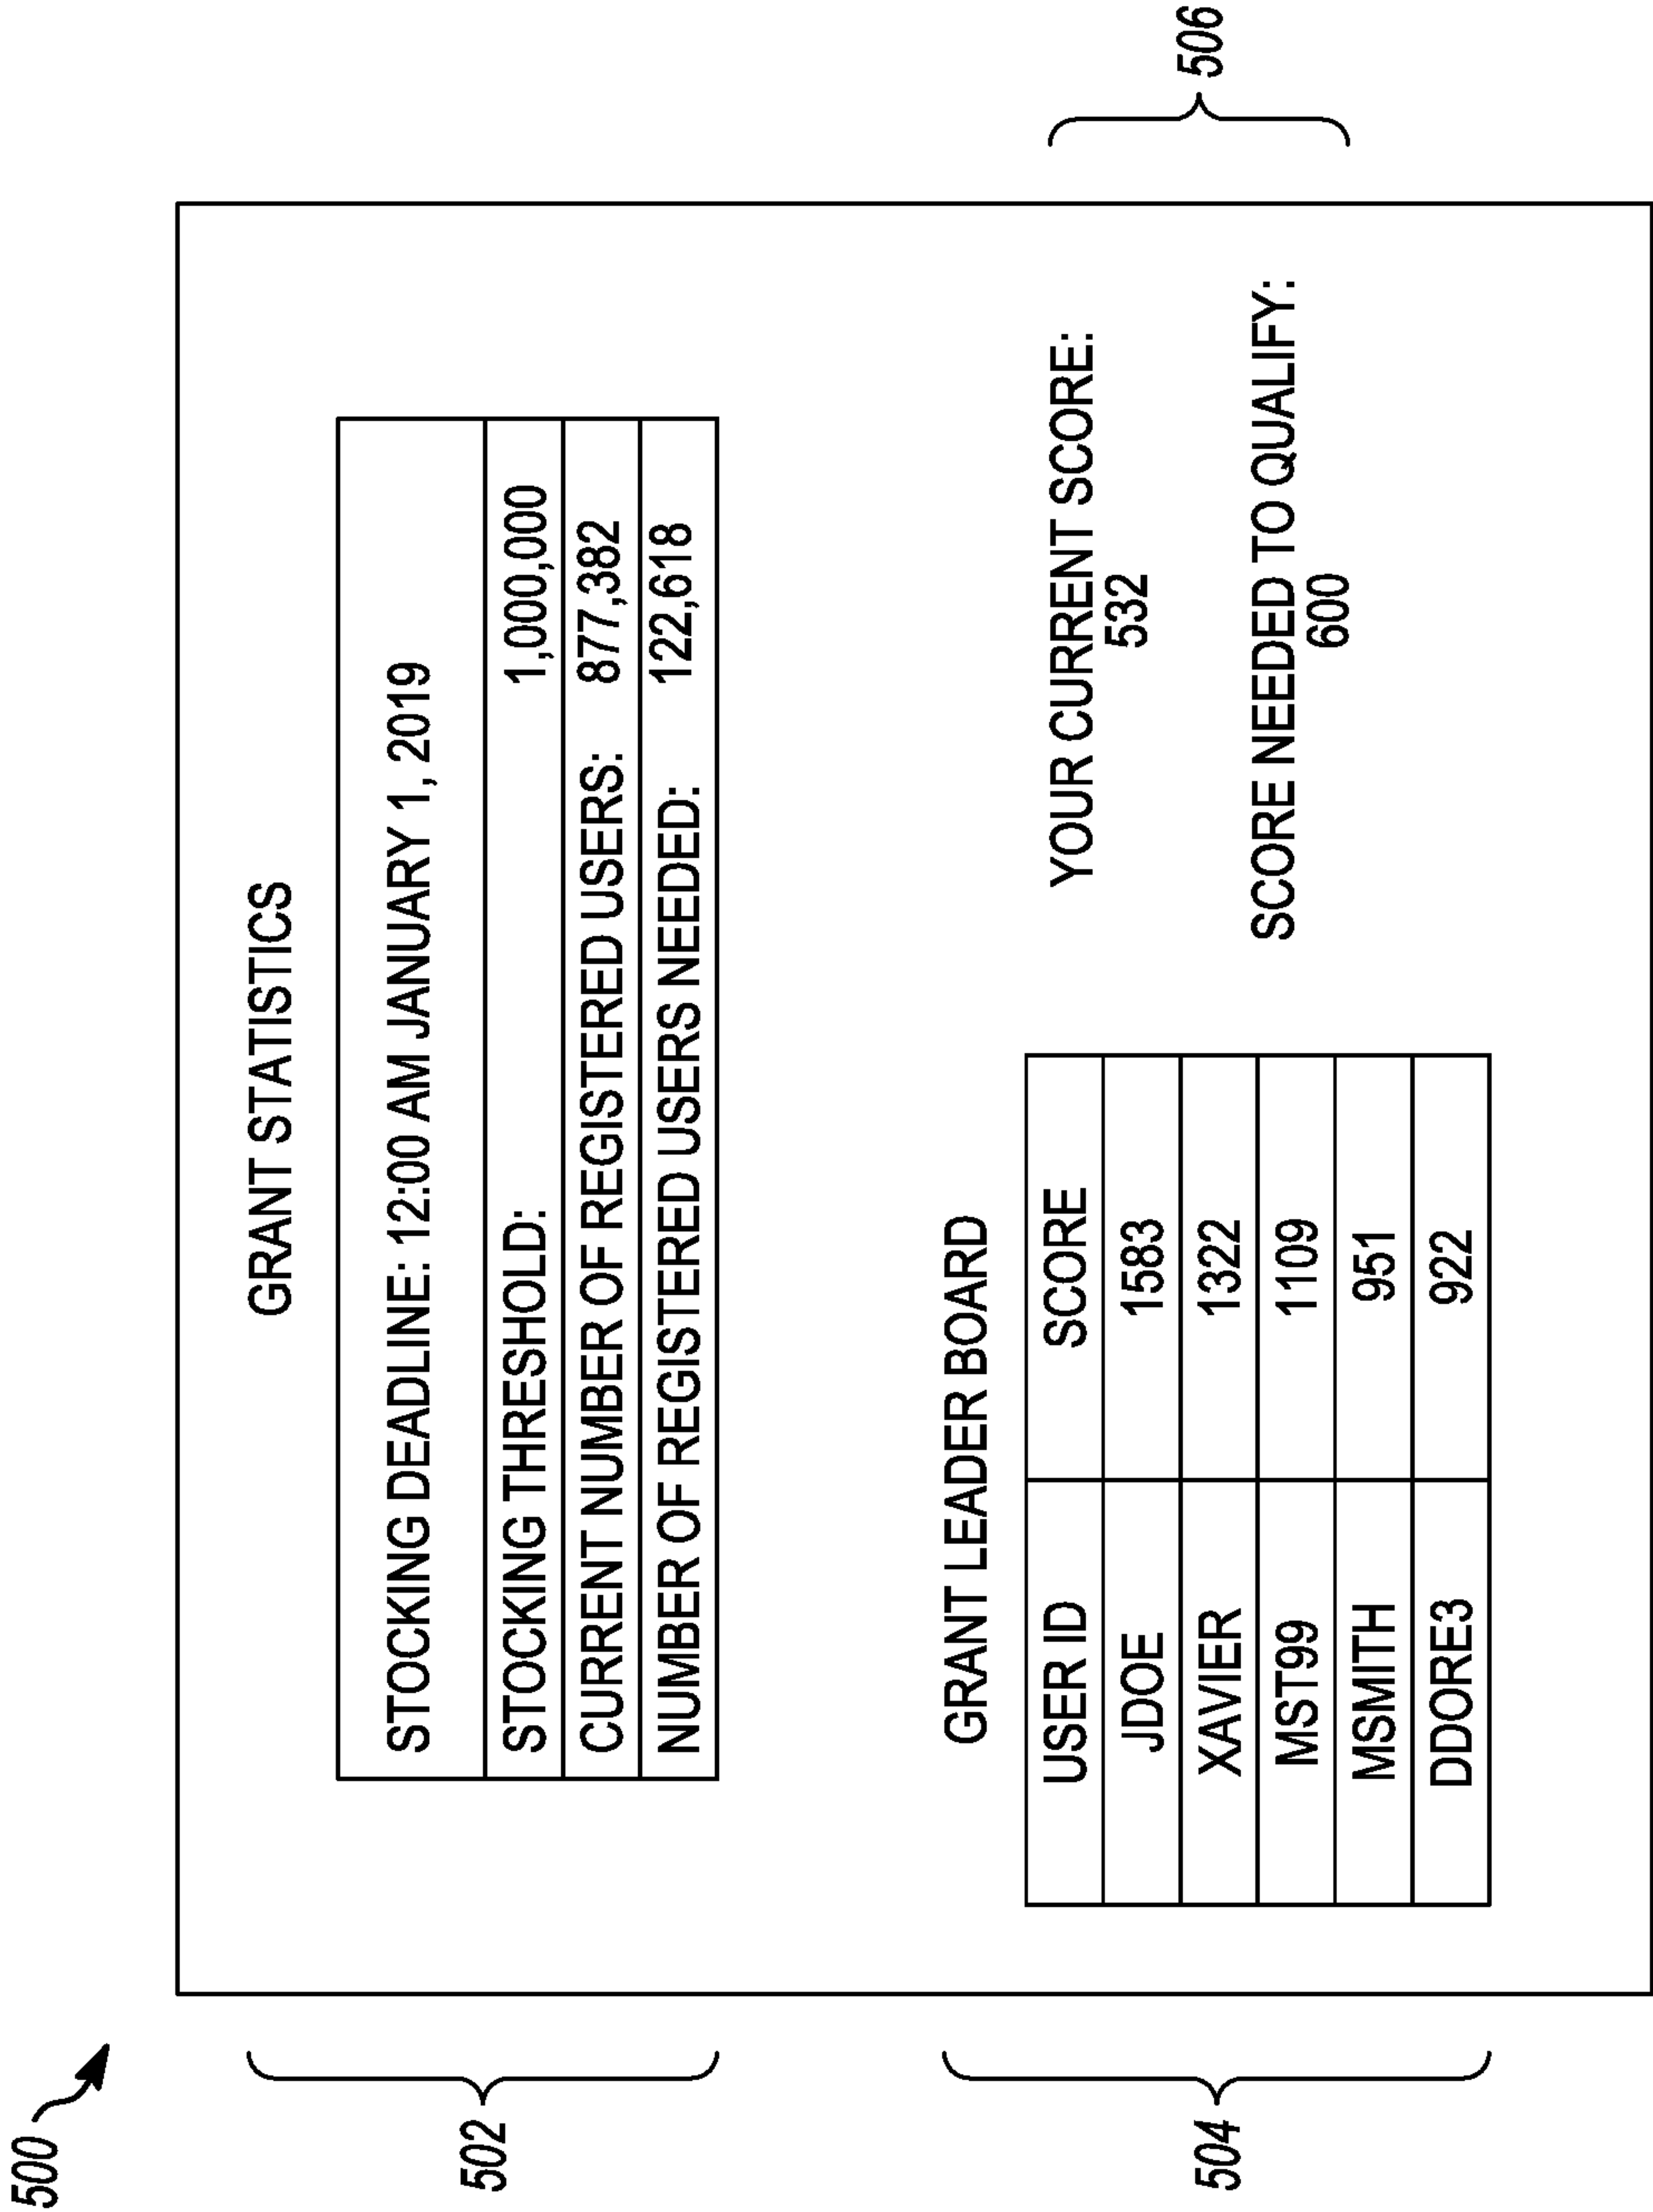 500
GRANT STATISTICS
502
STOCKING DEADLINE: 12:00 AM JANUARY 1, 2019
STOCKING THRESHOLD: 1,000,000
CURRENT NUMBER OF REGISTERED USERS: 877,382
NUMBER OF REGISTERED USERS NEEDED: 122,618
504
GRANT LEADER BOARD
USER ID SCORE
JDOE 1583
XAVIER 1322
MST99 1109
MSMITH 951
DDORE3 922
YOUR CURRENT SCORE:
532
506
SCORE NEEDED TO QUALIFY:
600